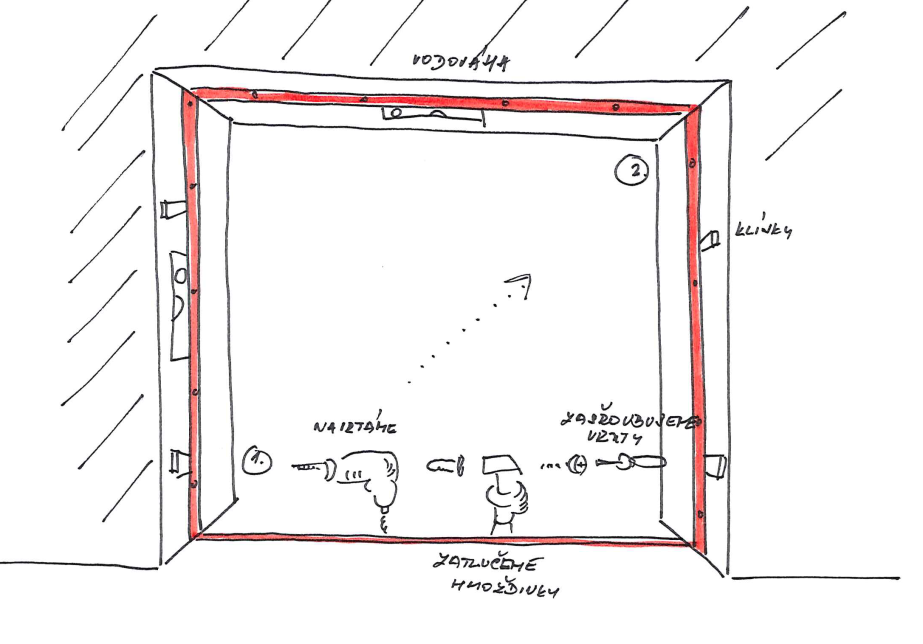 VODOVÁHA
2.
KLÍNKY
NAVRTÁME
ZAŠROUBUJEME
VRUTY
1.
ZATLUČEME
HMOŽDINKY